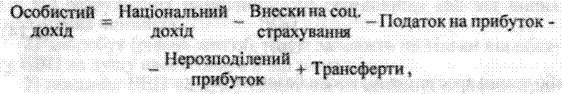 Особистий дохід = Національний дохід − Внески на соц. страхування − Податок на прибуток -
− Нерозподілений прибуток + Трансферти,